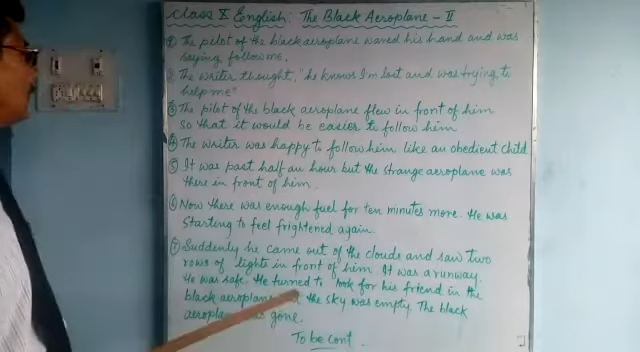 Class X English: The Black Aeroplane - II
① The pilot of the black aeroplane waved his hand and was
saying, follow me.
② The writer thought, "he knows I'm lost and was trying to
help me"
③ The pilot of the black aeroplane flew in front of him
so that it would be easier to follow him.
④ The writer was happy to follow him like an obedient child
⑤ It was past half an hour but the strange aeroplane was
there in front of him.
⑥ Now there was enough fuel for ten minutes more. He was
Starting to feel frightened again.
⑦ Suddenly he came out of the clouds and saw two
rows of lights in front of him. It was a runway.
He was safe. He turned to look for his friend in the
black the sky was empty. The black
gone.
To be cont.